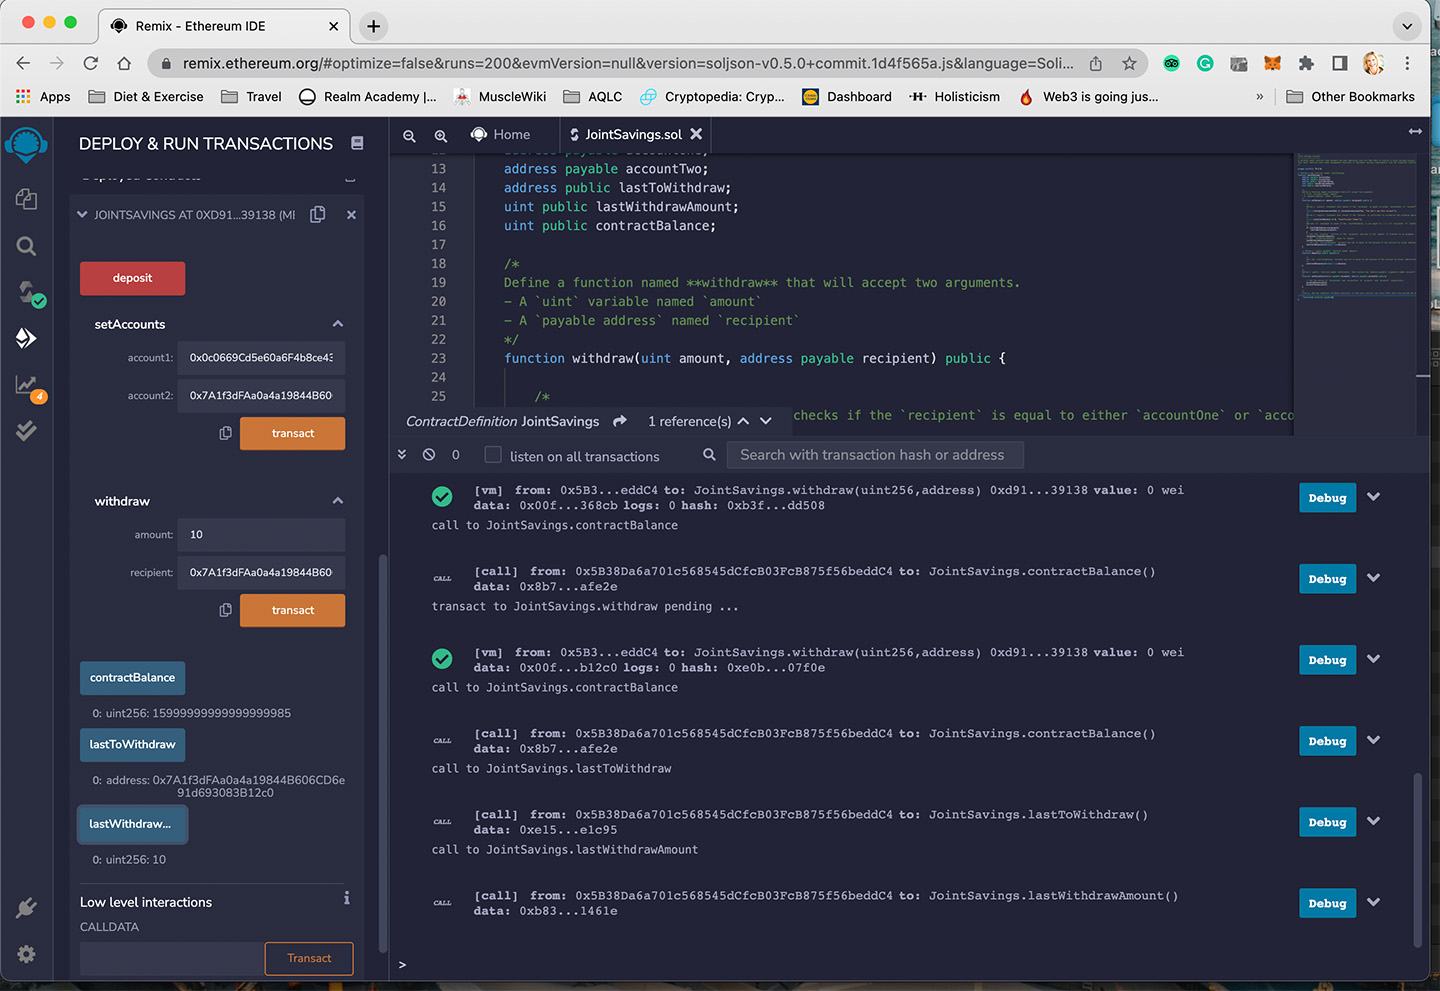 Remix - Ethereum IDE
remix.ethereum.org/#optimize=false&runs=200&evmVersion=null&version=soljson-v0.5.0+commit.1d4f565a.js&language=Soli...
Apps Diet & Exercise Travel Realm Academy |... MuscleWiki AQLC Cryptopedia: Cryp... Dashboard ·H· Holisticism Web3 is going jus... » Other Bookmarks
DEPLOY & RUN TRANSACTIONS
Deployed Contracts
JOINTSAVINGS AT 0XD91...39138 (MI
deposit
setAccounts
account1: 0x0c0669Cd5e60a6F4b8ce43
account2: 0x7A1f3dFAa0a4a19844B60
transact
4
withdraw
amount: 10
recipient: 0x7A1f3dFAa0a4a19844B60
transact
contractBalance
0: uint256: 15999999999999999985
lastToWithdraw
0: address: 0x7A1f3dFAa0a4a19844B606CD6e
91d693083B12c0
lastWithdraw...
0: uint256: 10
Low level interactions
CALLDATA
Transact
Home JointSavings.sol
13 address payable accountTwo;
14 address public lastToWithdraw;
15 uint public lastWithdrawAmount;
16 uint public contractBalance;
17
18 /*
19 Define a function named **withdraw** that will accept two arguments.
20 - A `uint` variable named `amount`
21 - A `payable address` named `recipient`
22 */
23 function withdraw(uint amount, address payable recipient) public {
24
25 /*
checks if the `recipient` is equal to either `accountOne` or `acco
ContractDefinition JointSavings 1 reference(s)
0 listen on all transactions Search with transaction hash or address
[vm] from: 0x5B3...eddC4 to: JointSavings.withdraw(uint256,address) 0xd91...39138 value: 0 wei
data: 0x00f...368cb logs: 0 hash: 0xb3f...dd508
Debug
call to JointSavings.contractBalance
CALL [call] from: 0x5B38Da6a701c568545dCfcB03FcB875f56beddC4 to: JointSavings.contractBalance()
data: 0x8b7...afe2e
Debug
transact to JointSavings.withdraw pending ...
[vm] from: 0x5B3...eddC4 to: JointSavings.withdraw(uint256,address) 0xd91...39138 value: 0 wei
data: 0x00f...b12c0 logs: 0 hash: 0xe0b...07f0e
Debug
call to JointSavings.contractBalance
CALL [call] from: 0x5B38Da6a701c568545dCfcB03FcB875f56beddC4 to: JointSavings.contractBalance()
data: 0x8b7...afe2e
Debug
call to JointSavings.lastToWithdraw
CALL [call] from: 0x5B38Da6a701c568545dCfcB03FcB875f56beddC4 to: JointSavings.lastToWithdraw()
data: 0xe15...e1c95
Debug
call to JointSavings.lastWithdrawAmount
CALL [call] from: 0x5B38Da6a701c568545dCfcB03FcB875f56beddC4 to: JointSavings.lastWithdrawAmount()
data: 0xb83...1461e
Debug
>